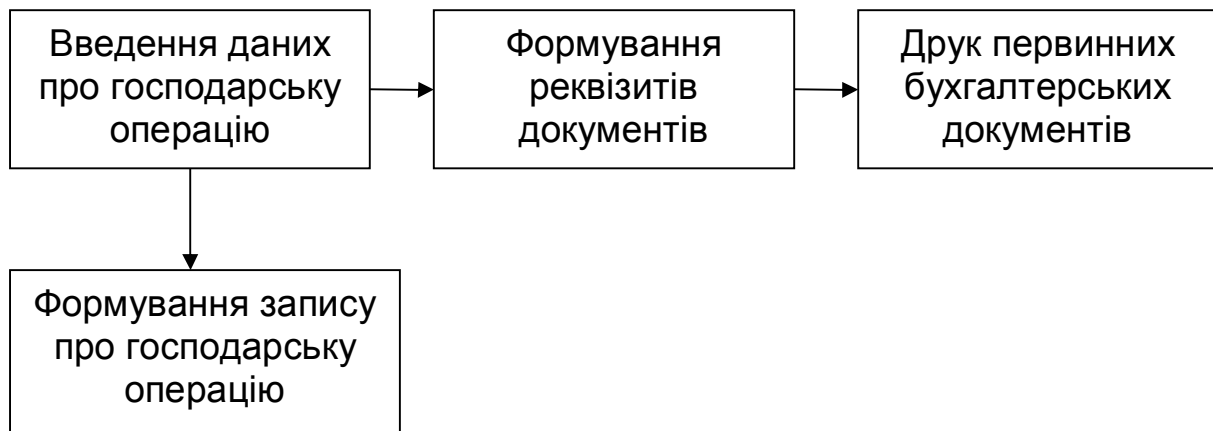 Введення даних
про господарську
операцію
Формування
реквізитів
документів
Друк первинних
бухгалтерських
документів
Формування запису
про господарську
операцію